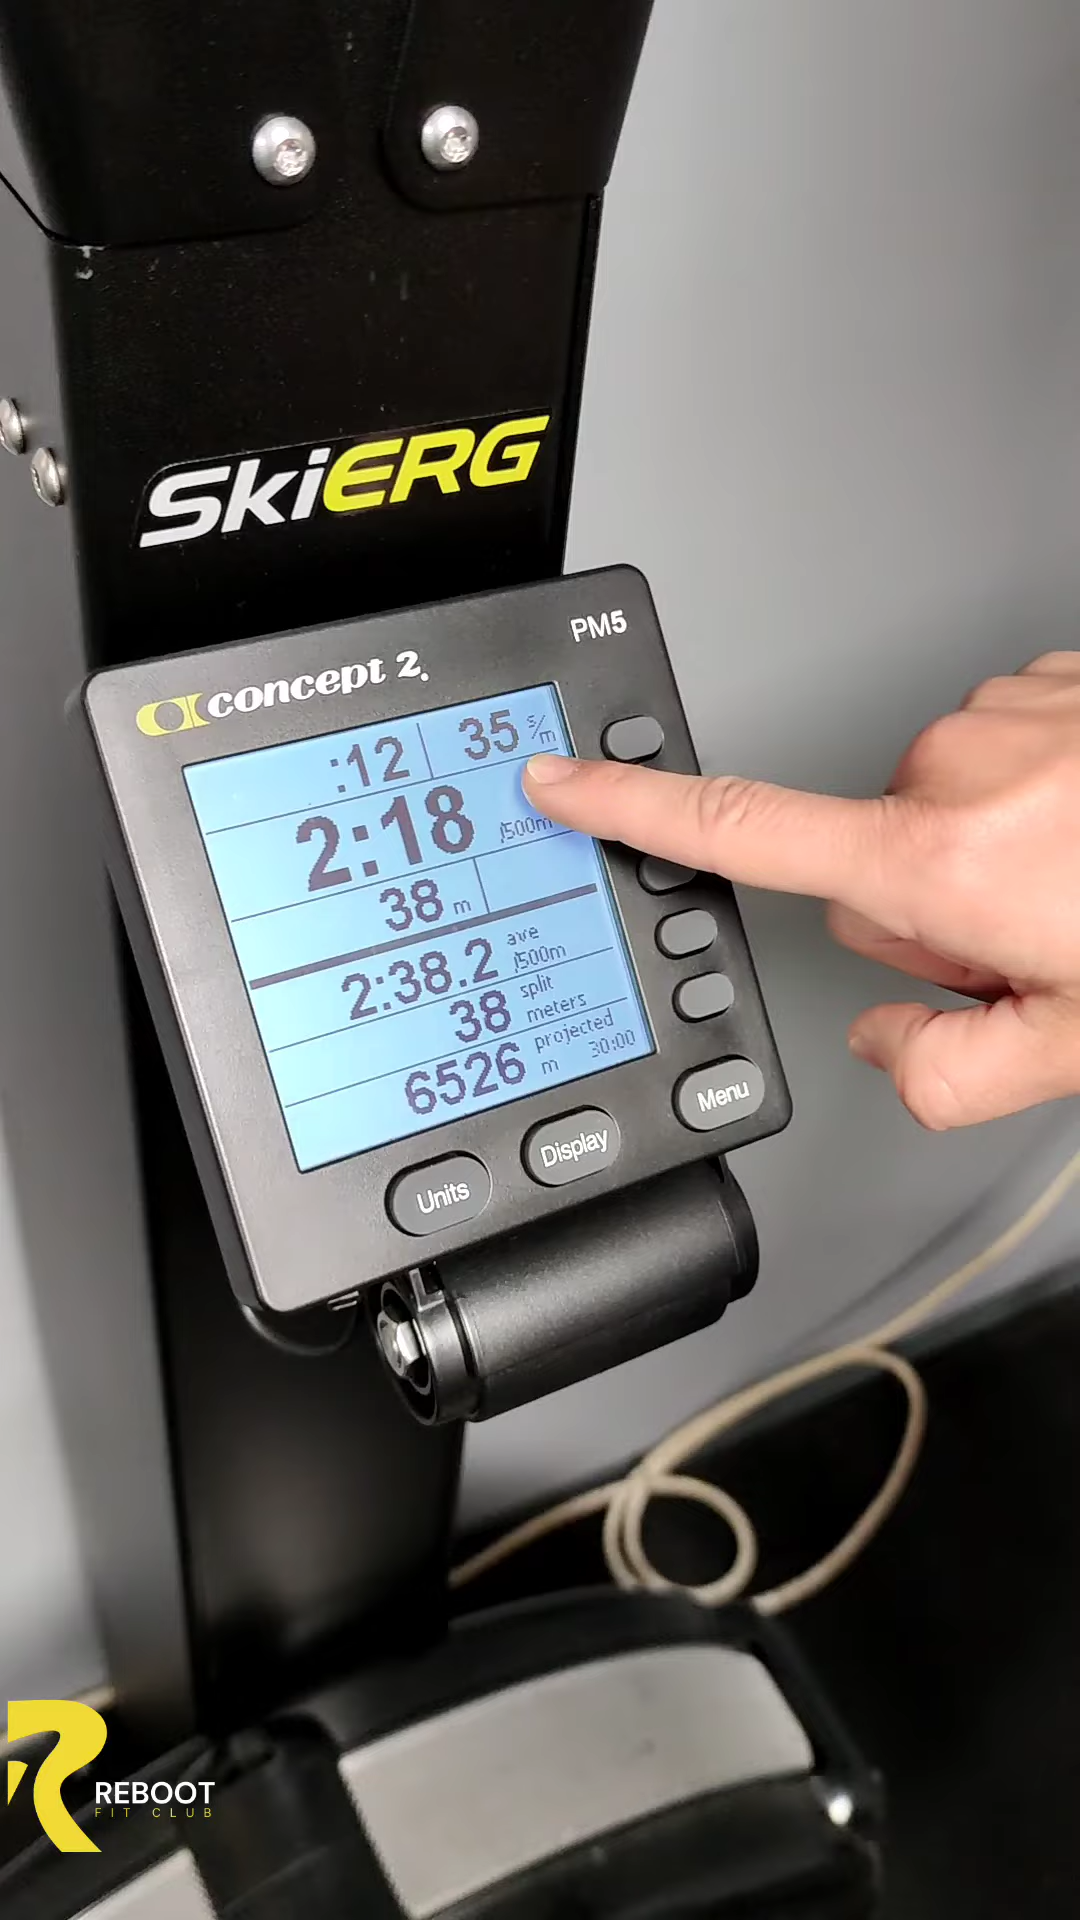 SkiERG
PM5
concept 2.
:12 35 s/m
2:18 /500m
38 m
2:38.2 ave /500m
38 split meters
6526 projected m 30:00
Units Display Menu
REBOOT
FIT CLUB